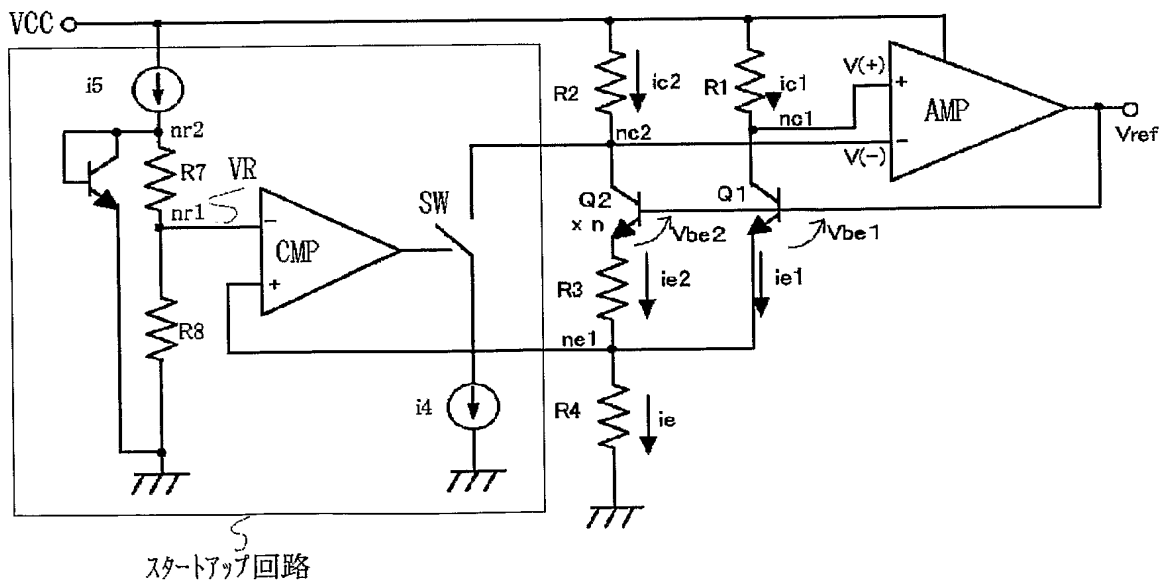 VCC
i5
nr2
R7
VR
nr1
R8
CMP
−
+
SW
i4
R2
ic2
nc2
R1
ic1
nc1
V(+)
V(-)
+
−
AMP
Vref
Q2
x n
Q1
Vbe2
Vbe1
R3
ie2
ie1
ne1
R4
ie
スタートアップ回路